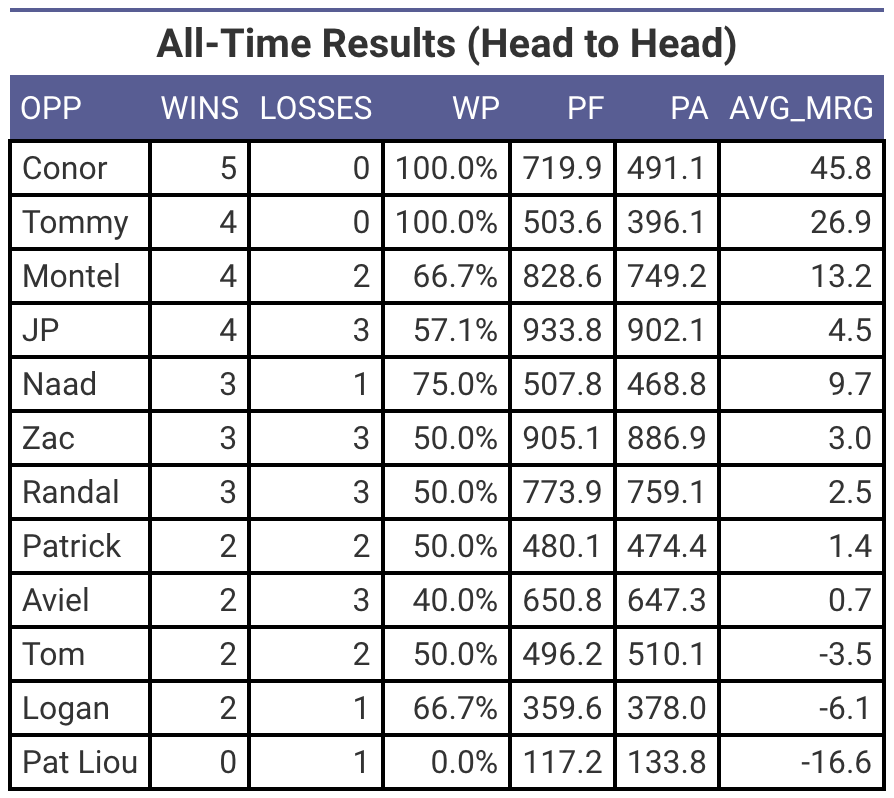 All-Time Results (Head to Head)
OPP WINS LOSSES WP PF PA AVG_MRG
Conor 5 0 100.0% 719.9 491.1 45.8
Tommy 4 0 100.0% 503.6 396.1 26.9
Montel 4 2 66.7% 828.6 749.2 13.2
JP 4 3 57.1% 933.8 902.1 4.5
Naad 3 1 75.0% 507.8 468.8 9.7
Zac 3 3 50.0% 905.1 886.9 3.0
Randal 3 3 50.0% 773.9 759.1 2.5
Patrick 2 2 50.0% 480.1 474.4 1.4
Aviel 2 3 40.0% 650.8 647.3 0.7
Tom 2 2 50.0% 496.2 510.1 -3.5
Logan 2 1 66.7% 359.6 378.0 -6.1
Pat Liou 0 1 0.0% 117.2 133.8 -16.6